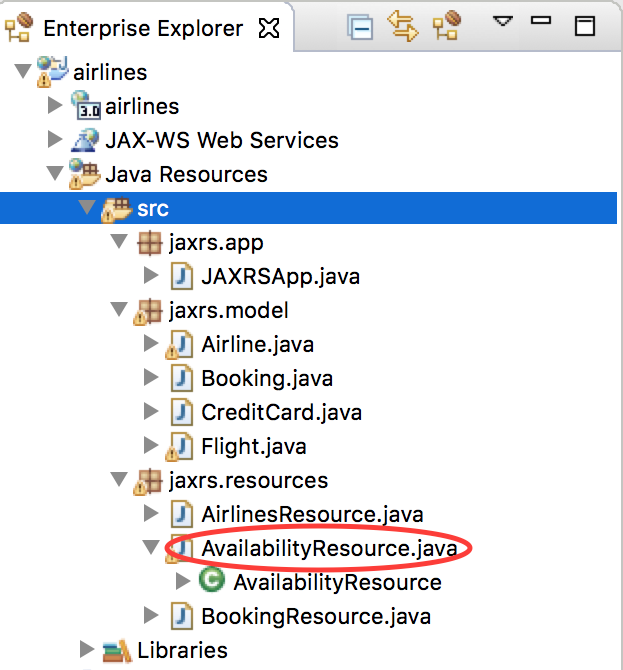 Enterprise Explorer
airlines
3.0 airlines
JAX-WS Web Services
Java Resources
src
jaxrs.app
J JAXRSApp.java
jaxrs.model
J Airline.java
J Booking.java
J CreditCard.java
J Flight.java
jaxrs.resources
J AirlinesResource.java
J AvailabilityResource.java
C AvailabilityResource
J BookingResource.java
Libraries